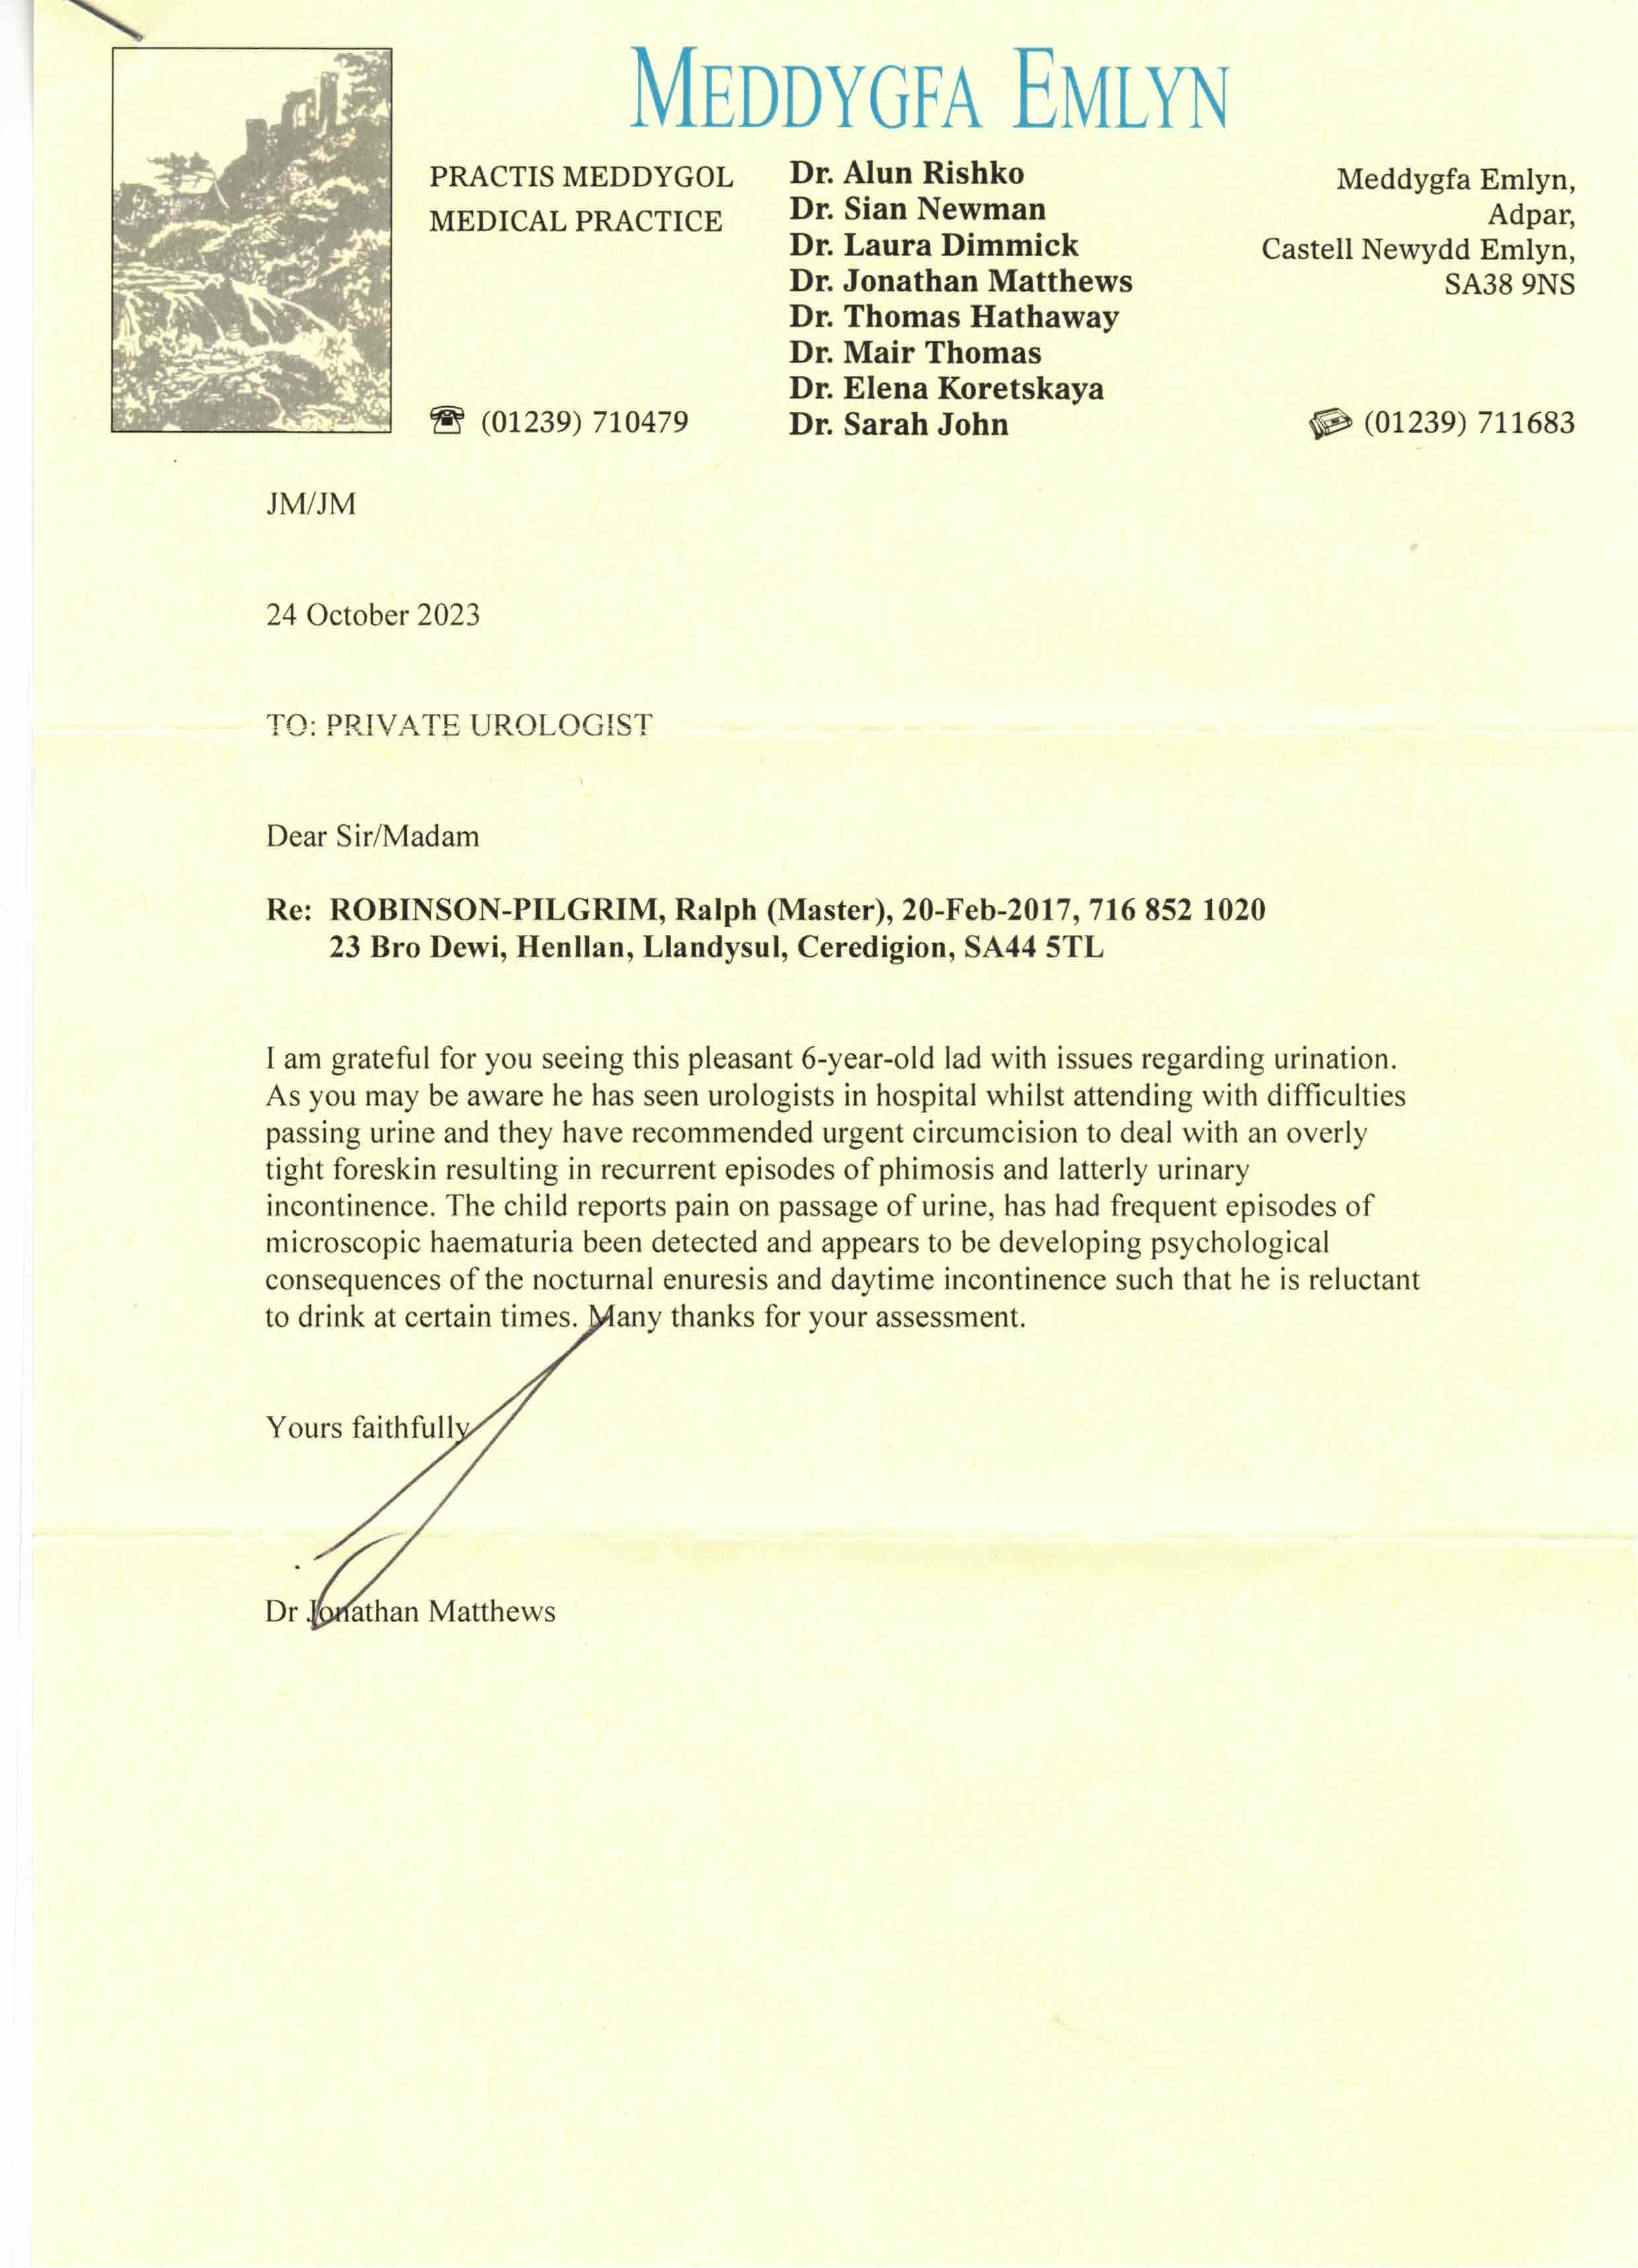 MEDDYGFA EMLYN
PRACTIS MEDDYGOL
MEDICAL PRACTICE
(01239) 710479
Dr. Alun Rishko
Dr. Sian Newman
Dr. Laura Dimmick
Dr. Jonathan Matthews
Dr. Thomas Hathaway
Dr. Mair Thomas
Dr. Elena Koretskaya
Dr. Sarah John
Meddygfa Emlyn,
Adpar,
Castell Newydd Emlyn,
SA38 9NS
(01239) 711683
JM/JM
24 October 2023
TO: PRIVATE UROLOGIST
Dear Sir/Madam
Re: ROBINSON-PILGRIM, Ralph (Master), 20-Feb-2017, 716 852 1020
23 Bro Dewi, Henllan, Llandysul, Ceredigion, SA44 5TL
I am grateful for you seeing this pleasant 6-year-old lad with issues regarding urination.
As you may be aware he has seen urologists in hospital whilst attending with difficulties
passing urine and they have recommended urgent circumcision to deal with an overly
tight foreskin resulting in recurrent episodes of phimosis and latterly urinary
incontinence. The child reports pain on passage of urine, has had frequent episodes of
microscopic haematuria been detected and appears to be developing psychological
consequences of the nocturnal enuresis and daytime incontinence such that he is reluctant
to drink at certain times. Many thanks for your assessment.
Yours faithfully
Dr Jonathan Matthews